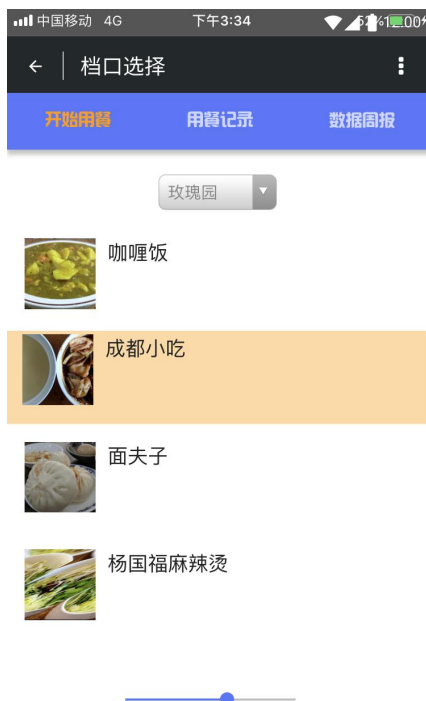 中国移动 4G 下午3:34
档口选择
开始用餐 用餐记录 数据周报
玫瑰园
咖喱饭
成都小吃
面夫子
杨国福麻辣烫